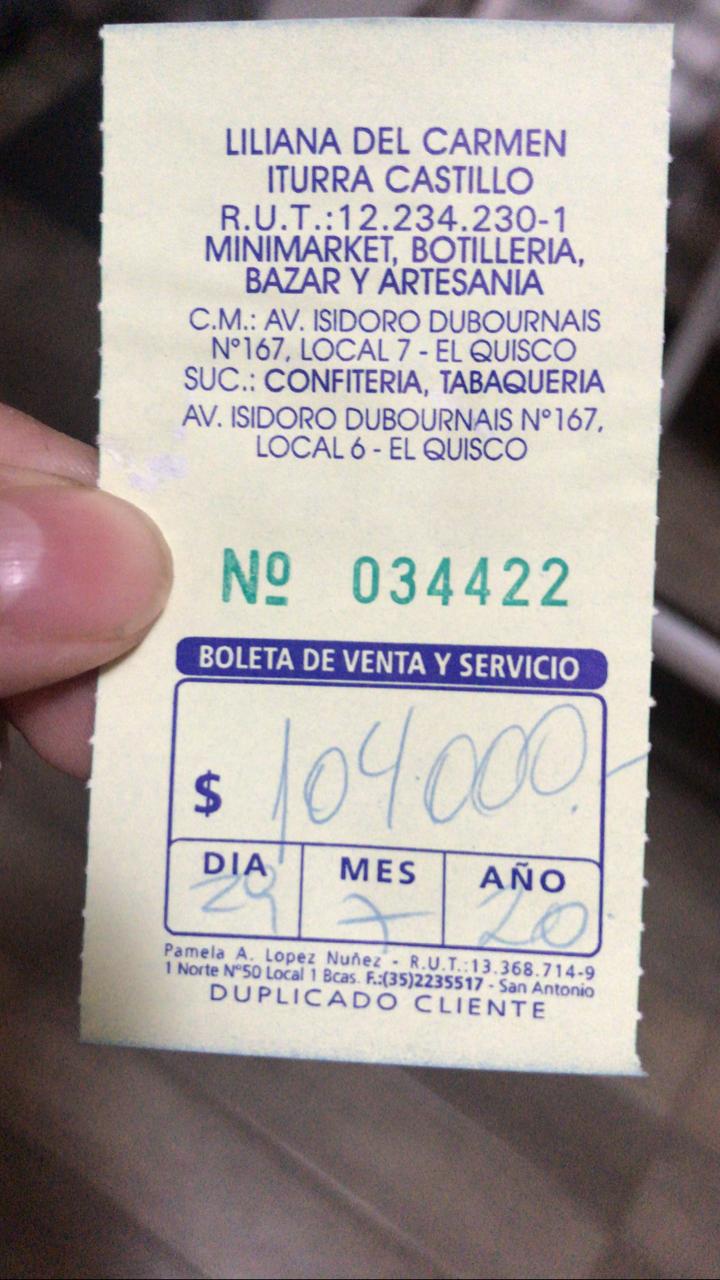 LILIANA DEL CARMEN
ITURRA CASTILLO
R.U.T.:12.234.230-1
MINIMARKET, BOTILLERIA,
BAZAR Y ARTESANIA
C.M.: AV. ISIDORO DUBOURNAIS
N°167, LOCAL 7 - EL QUISCO
SUC.: CONFITERIA, TABAQUERIA
AV. ISIDORO DUBOURNAIS N°167,
LOCAL 6 - EL QUISCO
Nº 034422
BOLETA DE VENTA Y SERVICIO
$ 104.000.-
DIA MES AÑO
29 7 20
Pamela A. Lopez Nuñez - R.U.T.:13.368.714-9
1 Norte N°50 Local 1 Bcas. F.:(35)2235517 - San Antonio
DUPLICADO CLIENTE